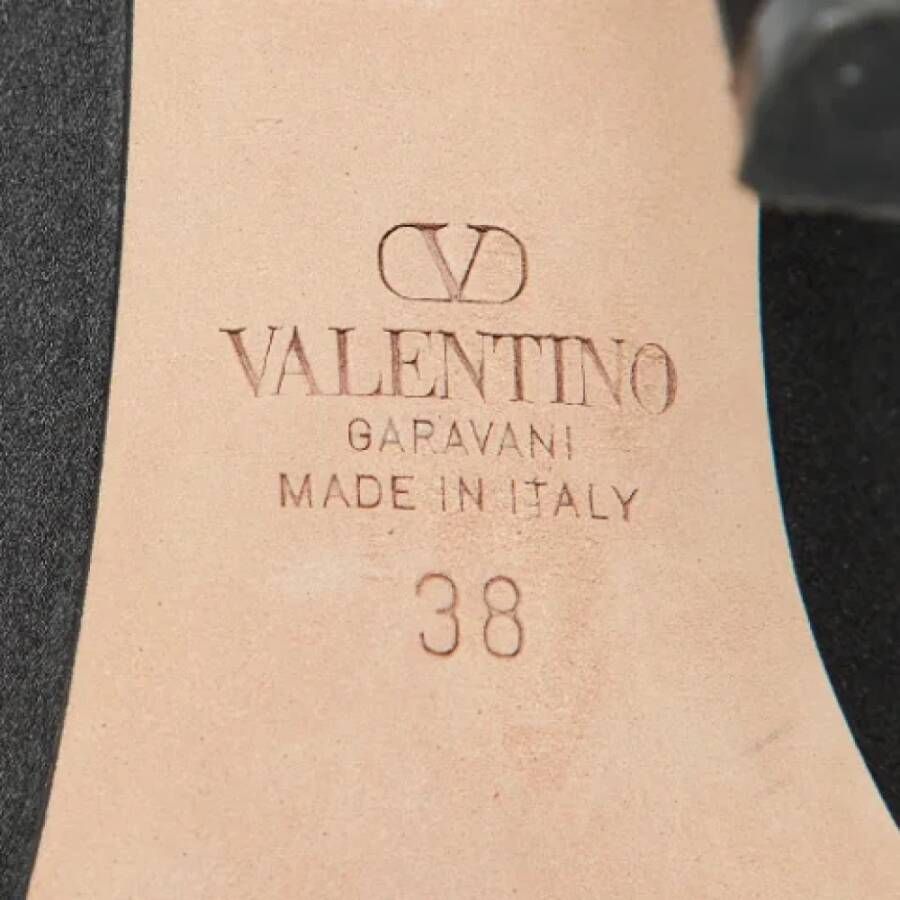 V
VALENTINO
GARAVANI
MADE IN ITALY
38